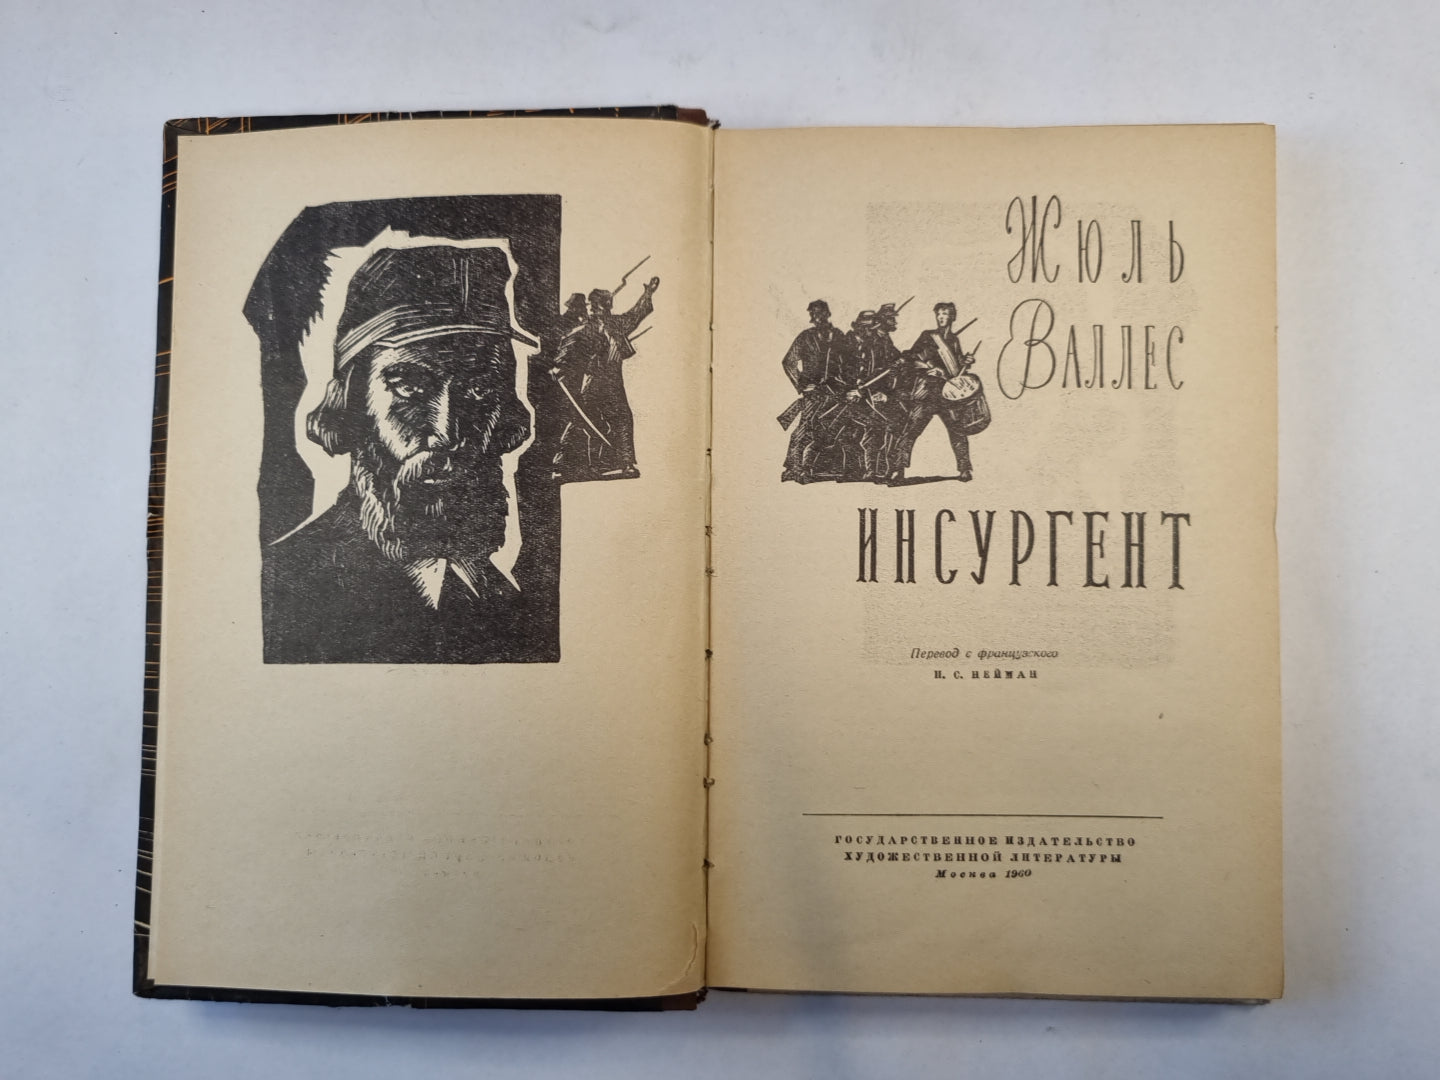 Жюль
Валлес
ИНСУРГЕНТ
Перевод с французского
Н. С. НЕЙМАН
ГОСУДАРСТВЕННОЕ ИЗДАТЕЛЬСТВО
ХУДОЖЕСТВЕННОЙ ЛИТЕРАТУРЫ
Москва 1960